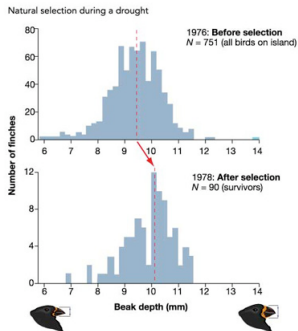 Natural selection during a drought
1976: Before selection
N = 751 (all birds on island)
80
60
40
20
0
6 7 8 9 10 11 12 13 14
Number of finches
1978: After selection
N = 90 (survivors)
12
8
4
0
6 7 8 9 10 11 12 13 14
Beak depth (mm)